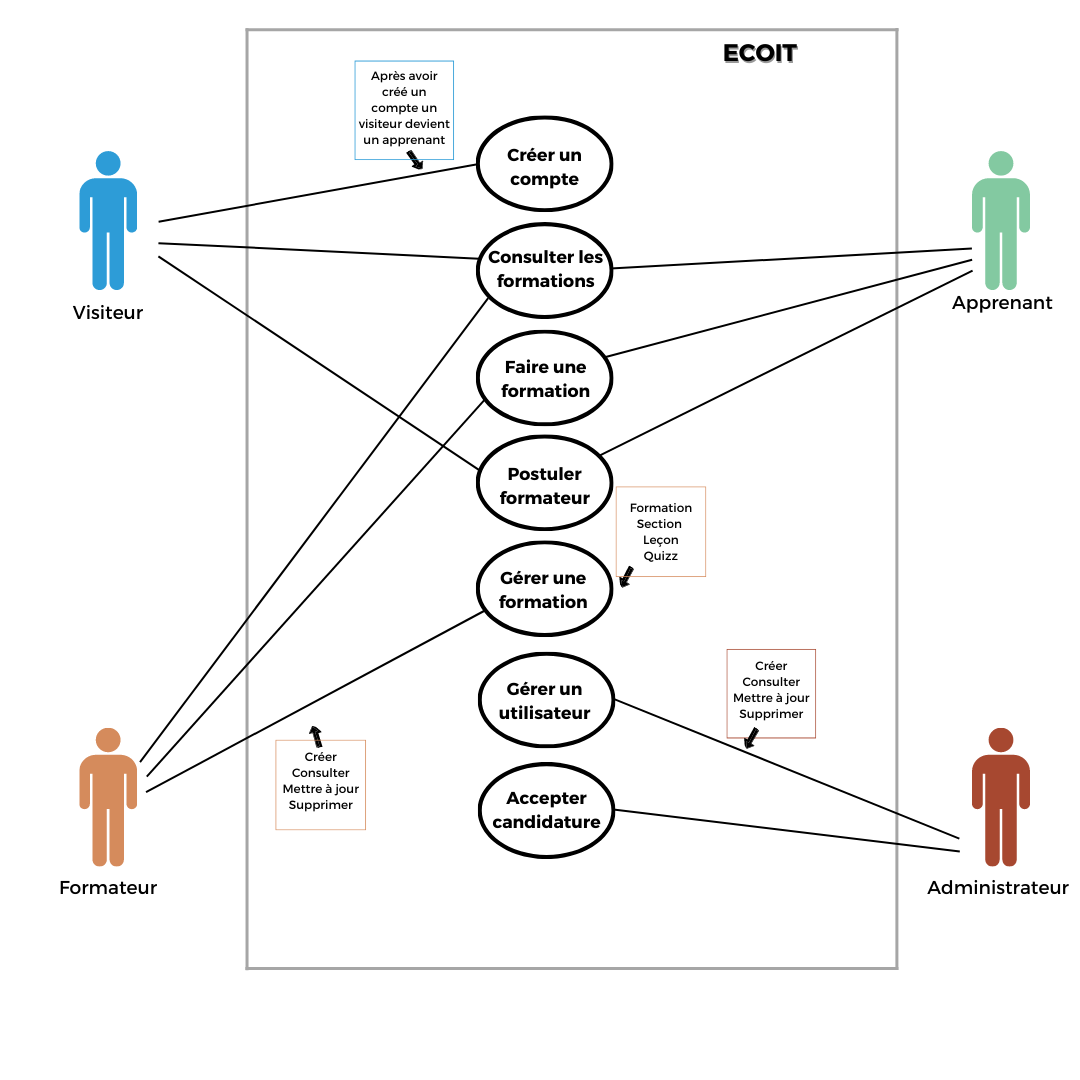 ECOIT
Après avoir
créé un
compte un
visiteur devient
un apprenant
Créer un
compte
Consulter les
formations
Visiteur
Apprenant
Faire une
formation
Postuler
formateur
Formation
Section
Leçon
Quizz
Gérer une
formation
Gérer un
utilisateur
Créer
Consulter
Mettre à jour
Supprimer
Créer
Consulter
Mettre à jour
Supprimer
Accepter
candidature
Formateur
Administrateur